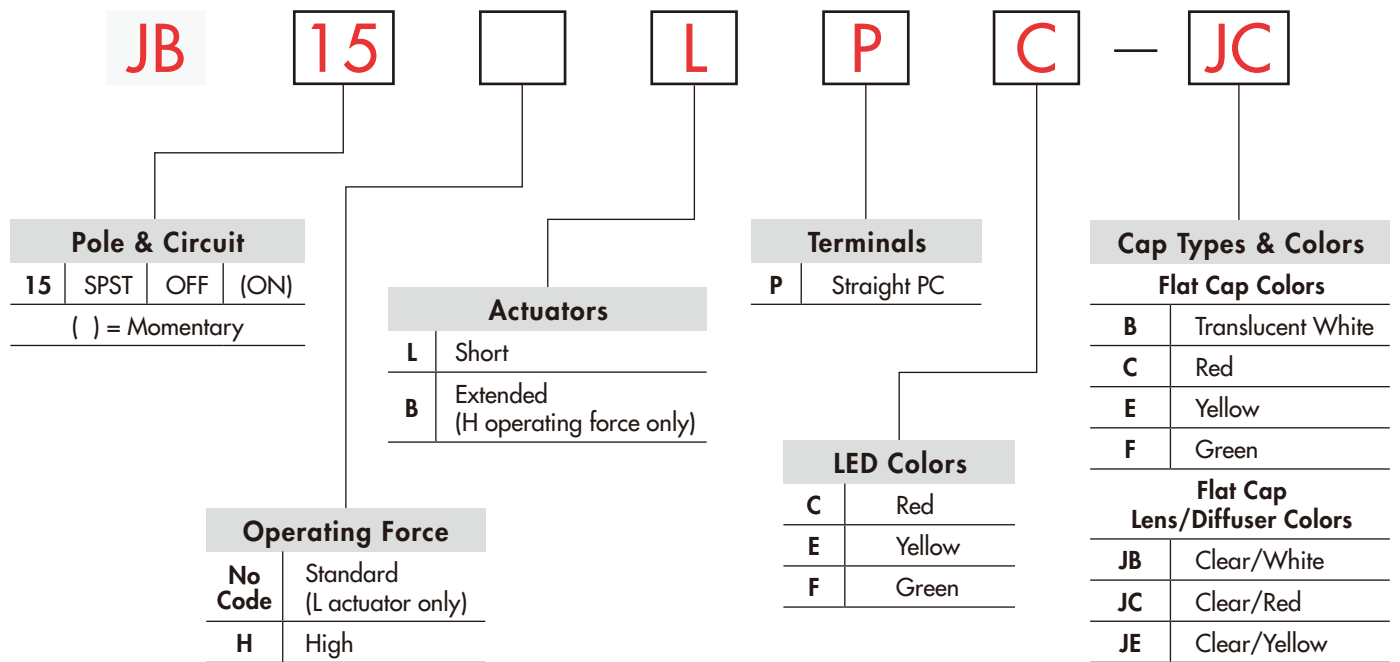 JB 15 L P C — JC
Pole & Circuit
15 SPST OFF (ON)
( ) = Momentary
Operating Force
No Code Standard
(L actuator only)
H High
Actuators
L Short
B Extended
(H operating force only)
Terminals
P Straight PC
LED Colors
C Red
E Yellow
F Green
Cap Types & Colors
Flat Cap Colors
B Translucent White
C Red
E Yellow
F Green
Flat Cap
Lens/Diffuser Colors
JB Clear/White
JC Clear/Red
JE Clear/Yellow